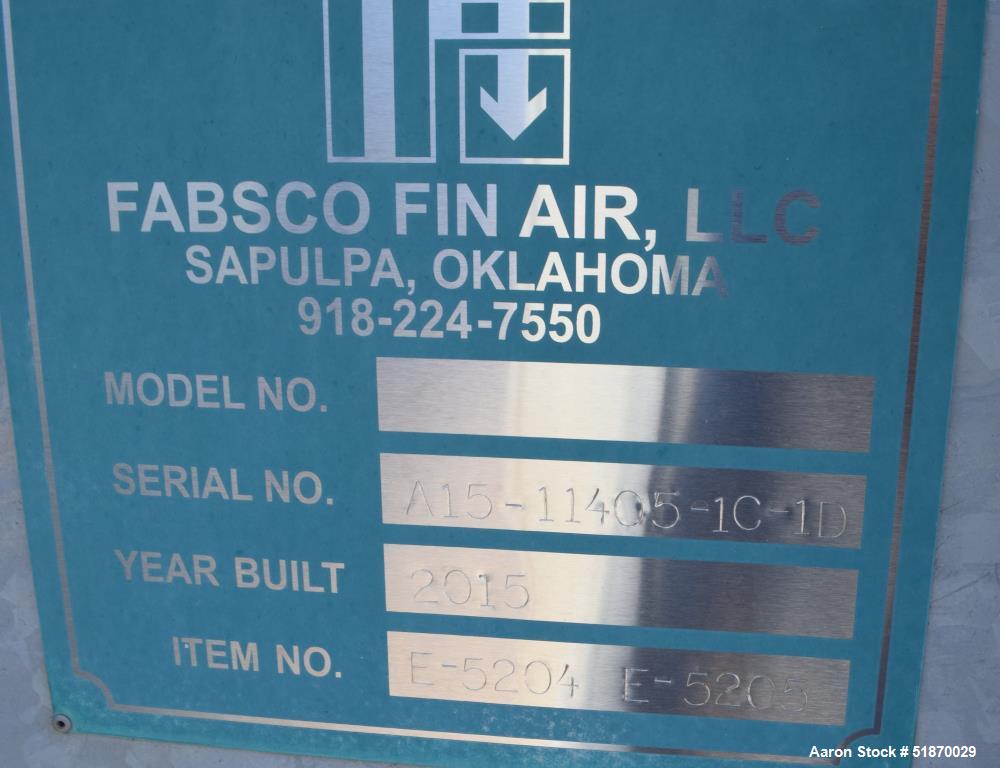 FABSCO FIN AIR, LLC
SAPULPA, OKLAHOMA
918-224-7550
MODEL NO.
SERIAL NO. A15-11405-1C-1D
YEAR BUILT 2015
ITEM NO. E-5204 E-5205
Aaron Stock # 51870029